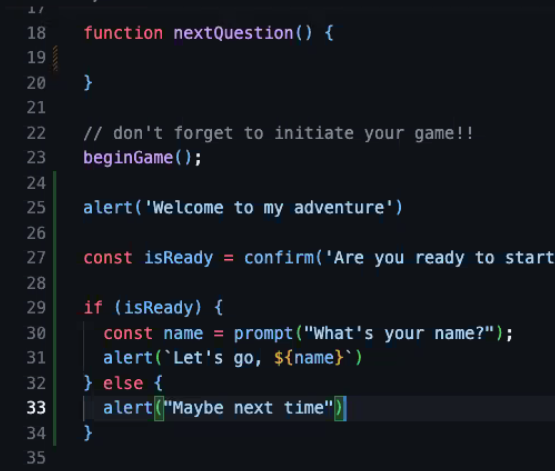 17
18 function nextQuestion() {
19
20 }
21
22 // don't forget to initiate your game!!
23 beginGame();
24
25 alert('Welcome to my adventure')
26
27 const isReady = confirm('Are you ready to start
28
29 if (isReady) {
30 const name = prompt("What's your name?");
31 alert(`Let's go, ${name}`)
32 } else {
33 alert("Maybe next time")
34 }
35